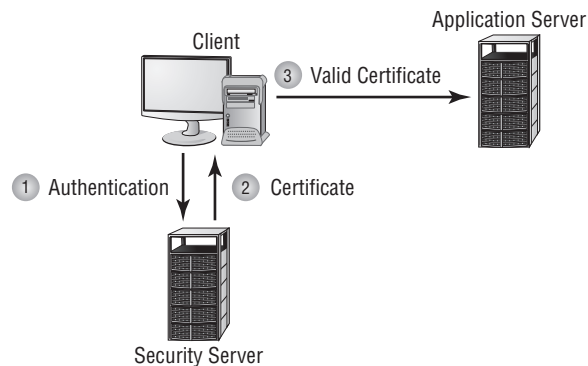 Application Server
Client
3 Valid Certificate
1 Authentication
2 Certificate
Security Server